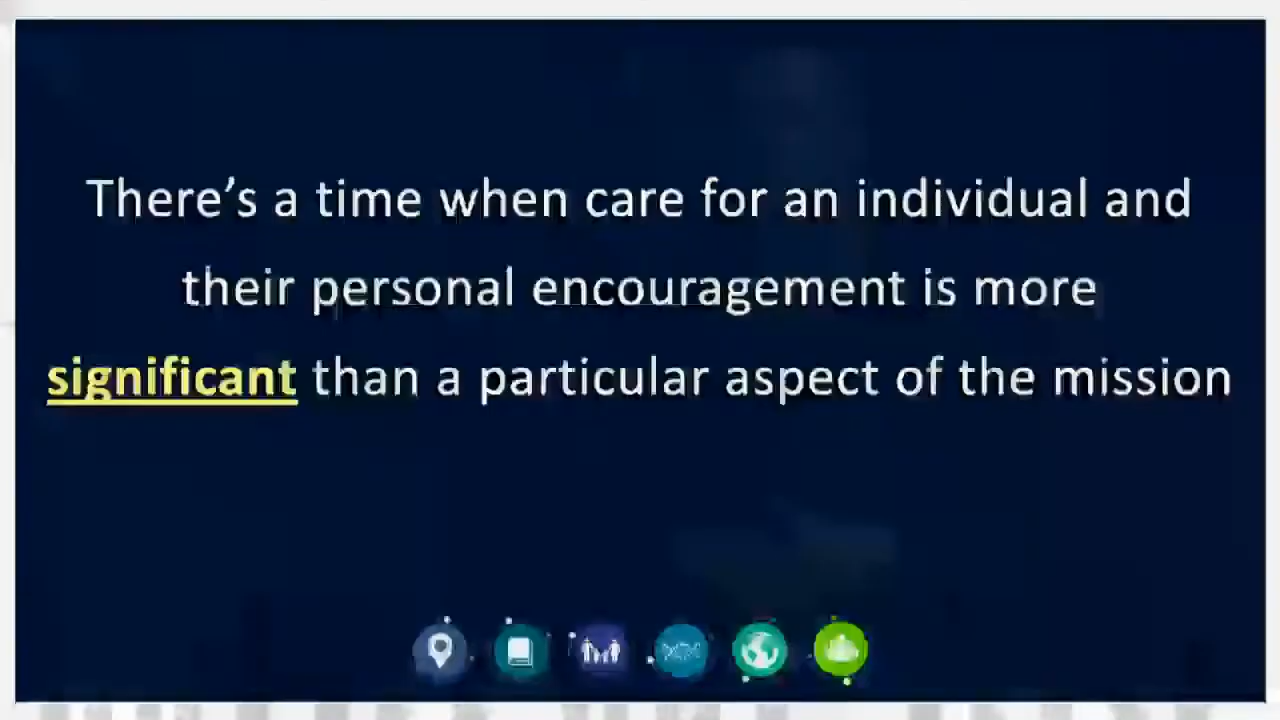 There's a time when care for an individual and
their personal encouragement is more
significant than a particular aspect of the mission